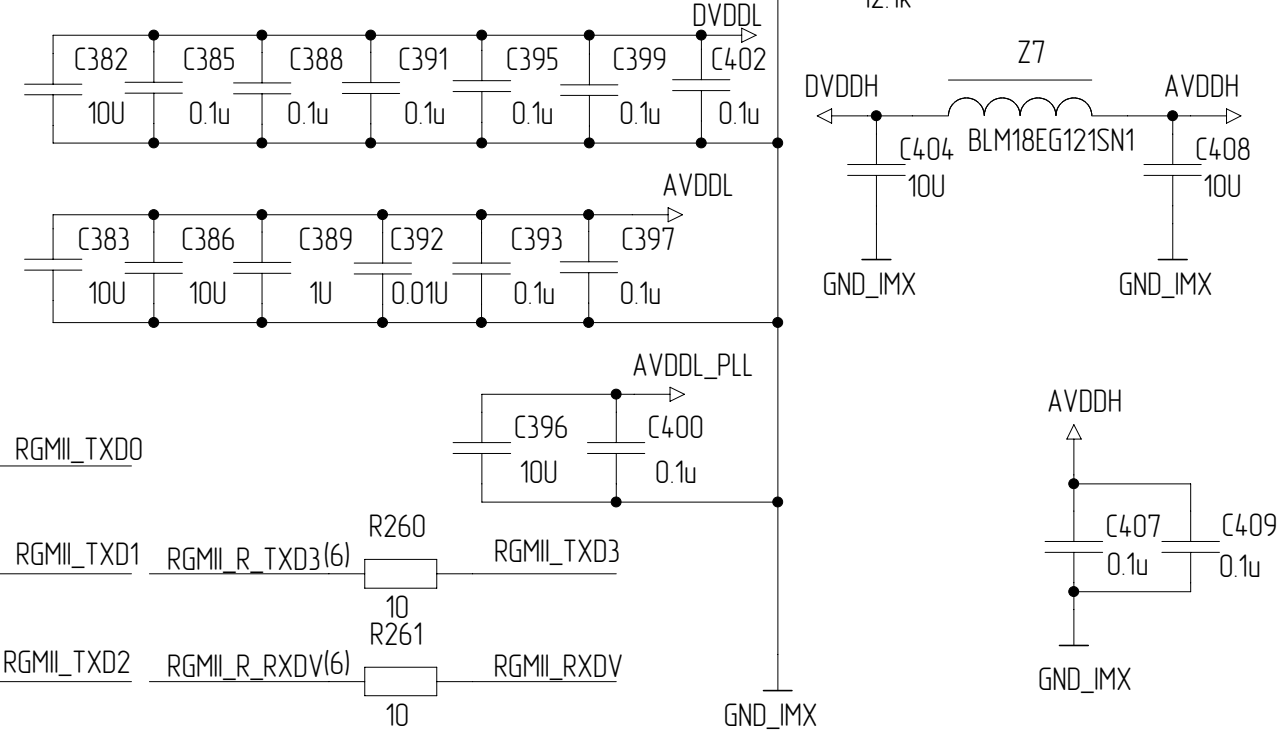 DVDDL
12.1K
C382 C385 C388 C391 C395 C399 C402
10U 0.1u 0.1u 0.1u 0.1u 0.1u 0.1u
Z7
DVDDH AVDDH
BLM18EG121SN1
C404 C408
10U 10U
GND_IMX GND_IMX
AVDDL
C383 C386 C389 C392 C393 C397
10U 10U 1U 0.01U 0.1u 0.1u
AVDDL_PLL
C396 C400
10U 0.1u
AVDDH
C407 C409
0.1u 0.1u
GND_IMX
RGMII_TXD0
RGMII_TXD1 RGMII_R_TXD3(6) R260 RGMII_TXD3
10
RGMII_TXD2 RGMII_R_RXDV(6) R261 RGMII_RXDV
10
GND_IMX